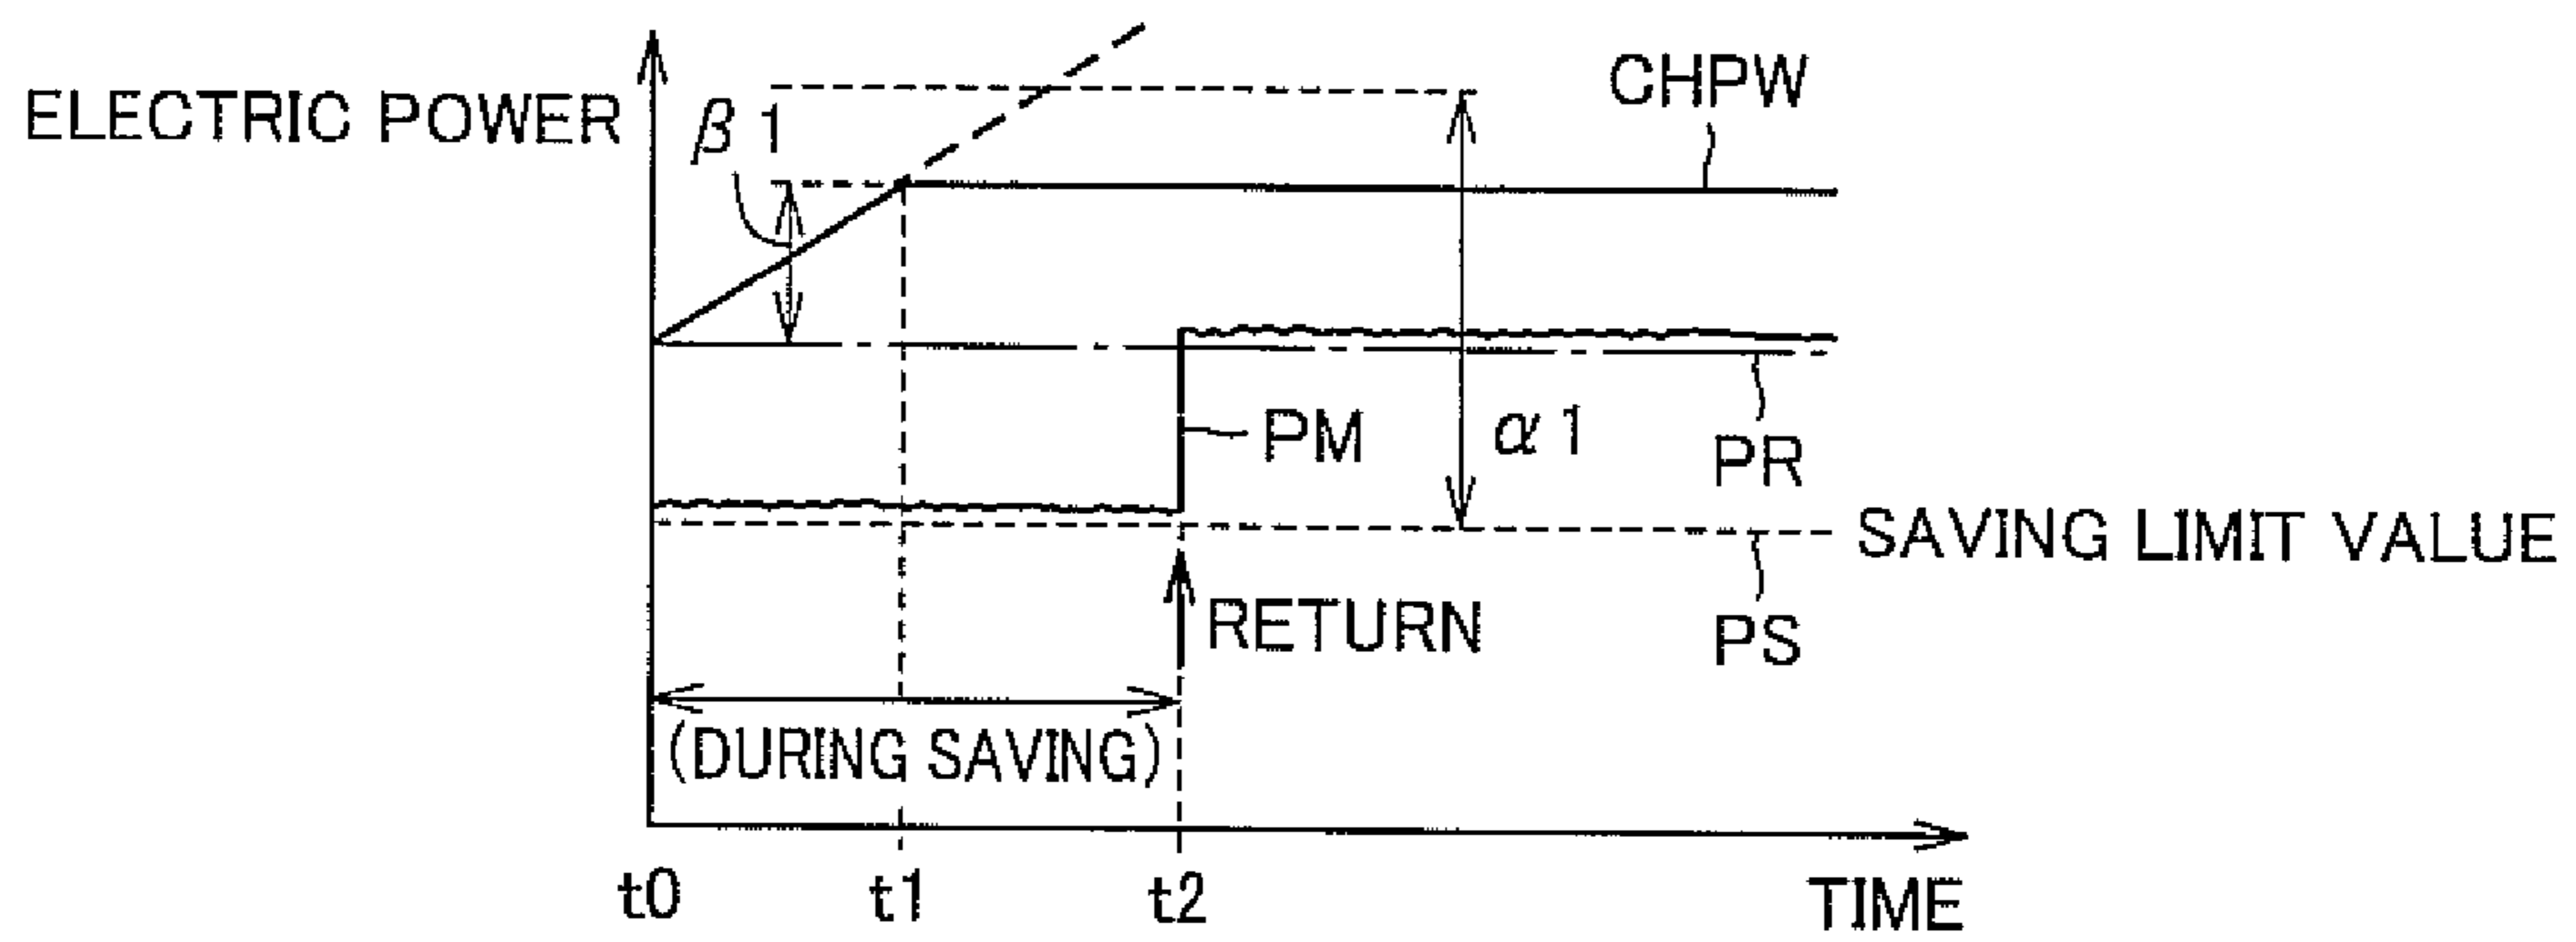 CHPW
ELECTRIC POWER
β1
PM
α1
PR
SAVING LIMIT VALUE
RETURN
PS
(DURING SAVING)
t0
t1
t2
TIME